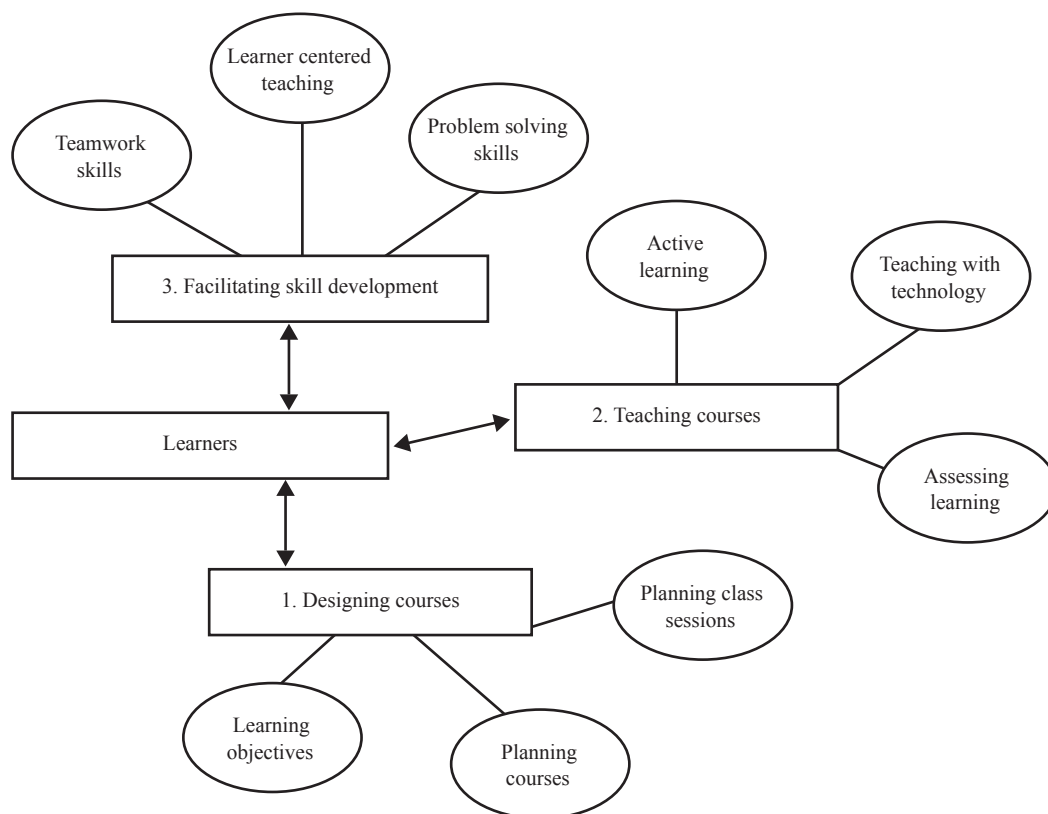 Learner centered
teaching
Teamwork
skills
Problem solving
skills
3. Facilitating skill development
Active
learning
Teaching with
technology
2. Teaching courses
Learners
Assessing
learning
1. Designing courses
Planning class
sessions
Learning
objectives
Planning
courses